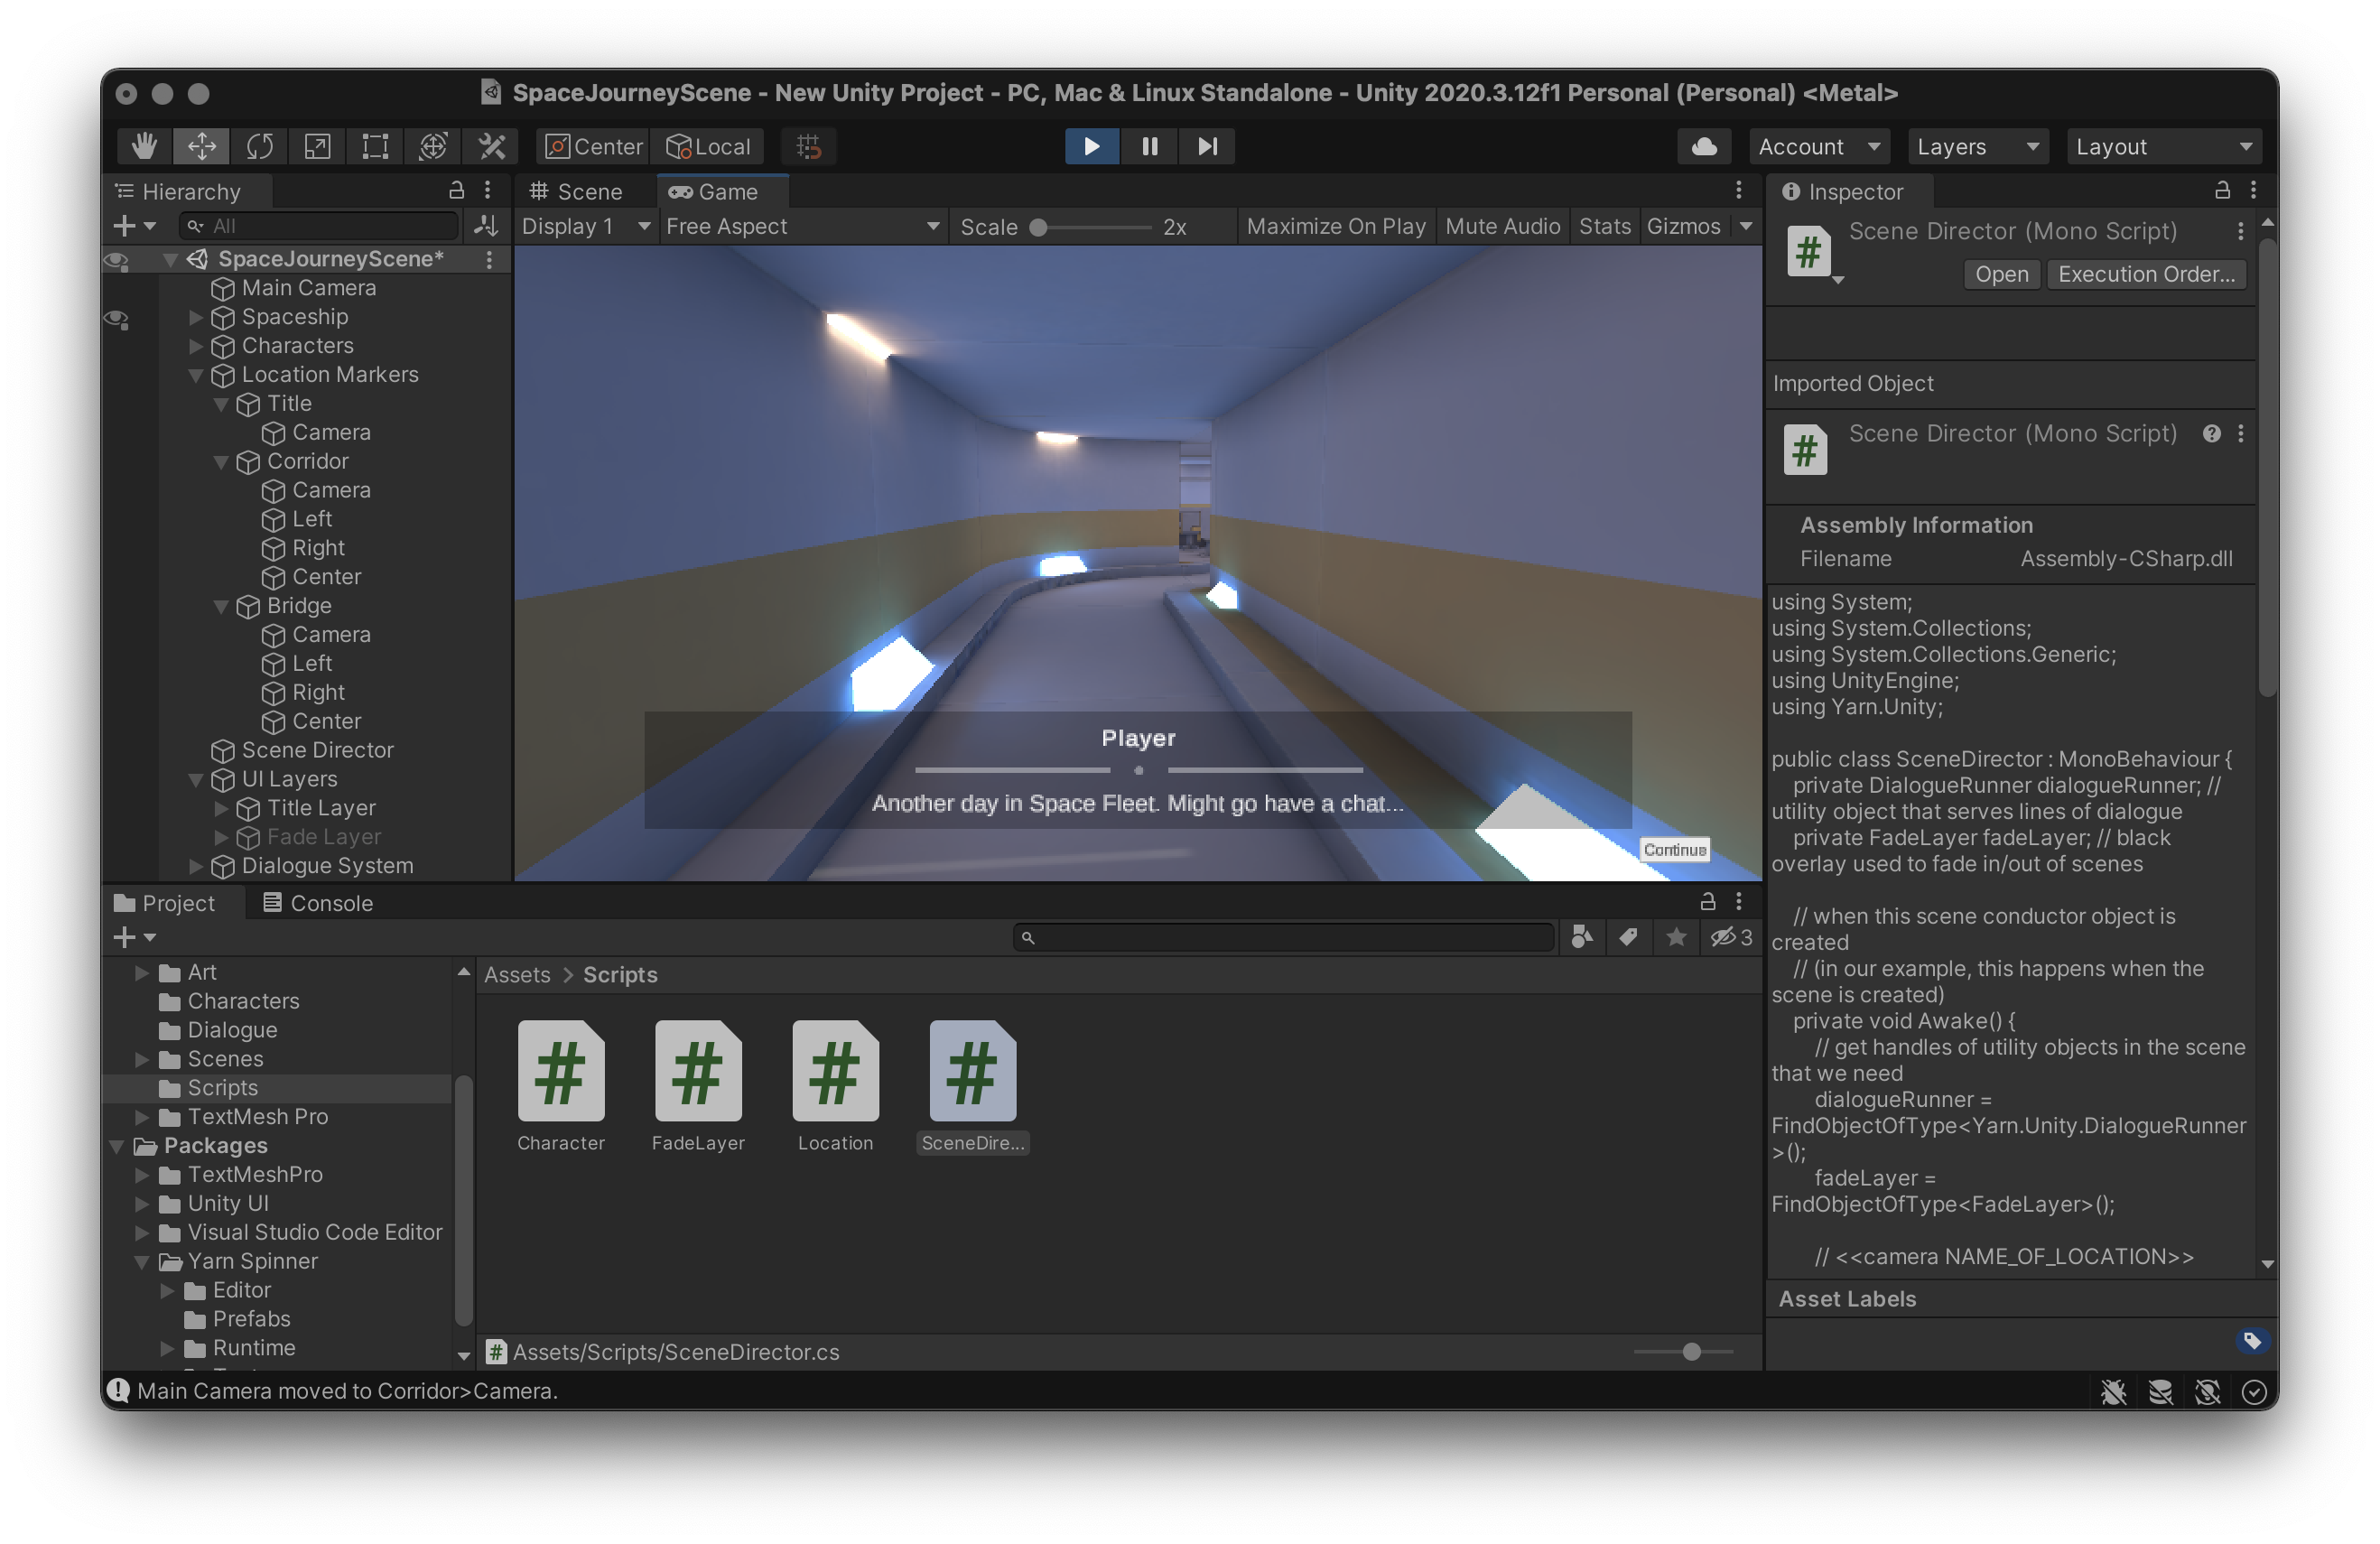 SpaceJourneyScene - New Unity Project - PC, Mac & Linux Standalone - Unity 2020.3.12f1 Personal (Personal) <Metal>
Center Local Account Layers Layout
Hierarchy
All
SpaceJourneyScene*
Main Camera
Spaceship
Characters
Location Markers
Title
Camera
Corridor
Camera
Left
Right
Center
Bridge
Camera
Left
Right
Center
Scene Director
UI Layers
Title Layer
Fade Layer
Dialogue System
Scene Game
Display 1 Free Aspect Scale 2x Maximize On Play Mute Audio Stats Gizmos
Player
Another day in Space Fleet. Might go have a chat...
Continue
Inspector
Scene Director (Mono Script)
Open Execution Order...
Imported Object
Scene Director (Mono Script)
Assembly Information
Filename Assembly-CSharp.dll
using System;
using System.Collections;
using System.Collections.Generic;
using UnityEngine;
using Yarn.Unity;
public class SceneDirector : MonoBehaviour {
private DialogueRunner dialogueRunner; //
utility object that serves lines of dialogue
private FadeLayer fadeLayer; // black
overlay used to fade in/out of scenes
// when this scene conductor object is
created
// (in our example, this happens when the
scene is created)
private void Awake() {
// get handles of utility objects in the scene
that we need
dialogueRunner =
FindObjectOfType<Yarn.Unity.DialogueRunner
>();
fadeLayer =
FindObjectOfType<FadeLayer>();
// <<camera NAME_OF_LOCATION>>
Asset Labels
Project Console
3
Art
Characters
Dialogue
Scenes
Scripts
TextMesh Pro
Packages
TextMeshPro
Unity UI
Visual Studio Code Editor
Yarn Spinner
Editor
Prefabs
Runtime
Assets > Scripts
Character FadeLayer Location SceneDire...
Assets/Scripts/SceneDirector.cs
Main Camera moved to Corridor>Camera.